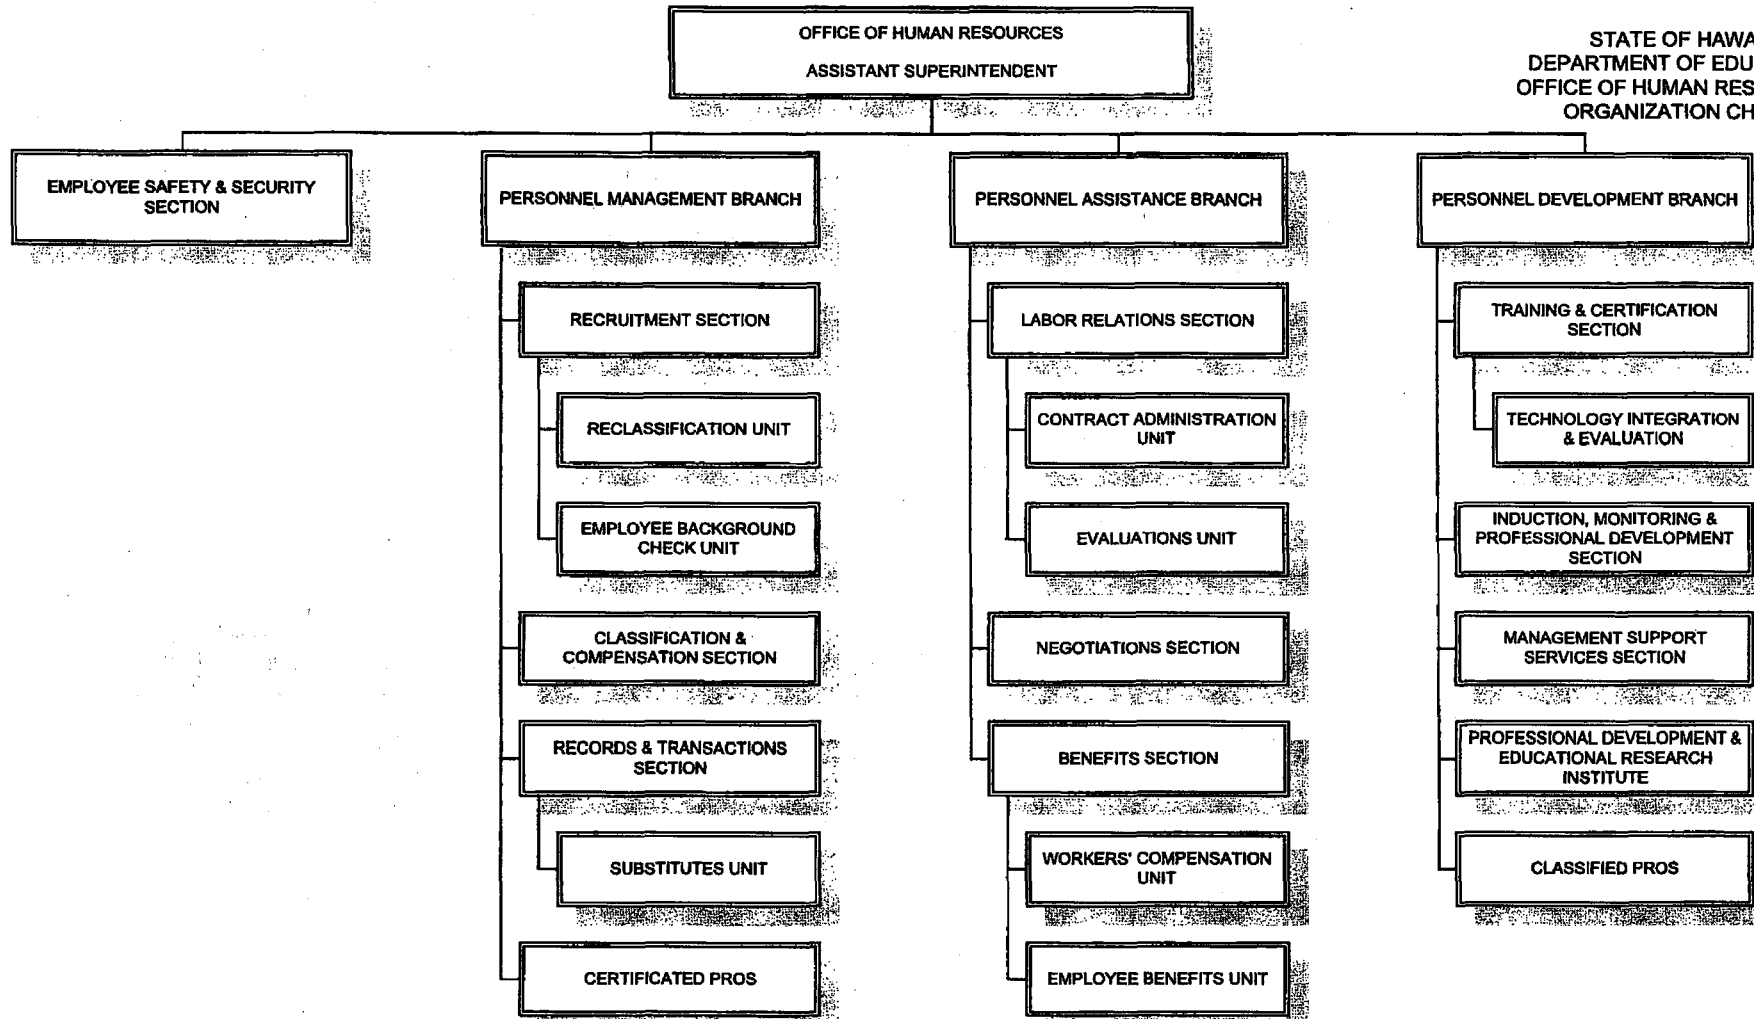 OFFICE OF HUMAN RESOURCES
ASSISTANT SUPERINTENDENT
STATE OF HAWA
DEPARTMENT OF EDU
OFFICE OF HUMAN RES
ORGANIZATION CH
EMPLOYEE SAFETY & SECURITY
SECTION
PERSONNEL MANAGEMENT BRANCH
RECRUITMENT SECTION
RECLASSIFICATION UNIT
EMPLOYEE BACKGROUND
CHECK UNIT
CLASSIFICATION &
COMPENSATION SECTION
RECORDS & TRANSACTIONS
SECTION
SUBSTITUTES UNIT
CERTIFICATED PROS
PERSONNEL ASSISTANCE BRANCH
LABOR RELATIONS SECTION
CONTRACT ADMINISTRATION
UNIT
EVALUATIONS UNIT
NEGOTIATIONS SECTION
BENEFITS SECTION
WORKERS' COMPENSATION
UNIT
EMPLOYEE BENEFITS UNIT
PERSONNEL DEVELOPMENT BRANCH
TRAINING & CERTIFICATION
SECTION
TECHNOLOGY INTEGRATION
& EVALUATION
INDUCTION, MONITORING &
PROFESSIONAL DEVELOPMENT
SECTION
MANAGEMENT SUPPORT
SERVICES SECTION
PROFESSIONAL DEVELOPMENT &
EDUCATIONAL RESEARCH
INSTITUTE
CLASSIFIED PROS